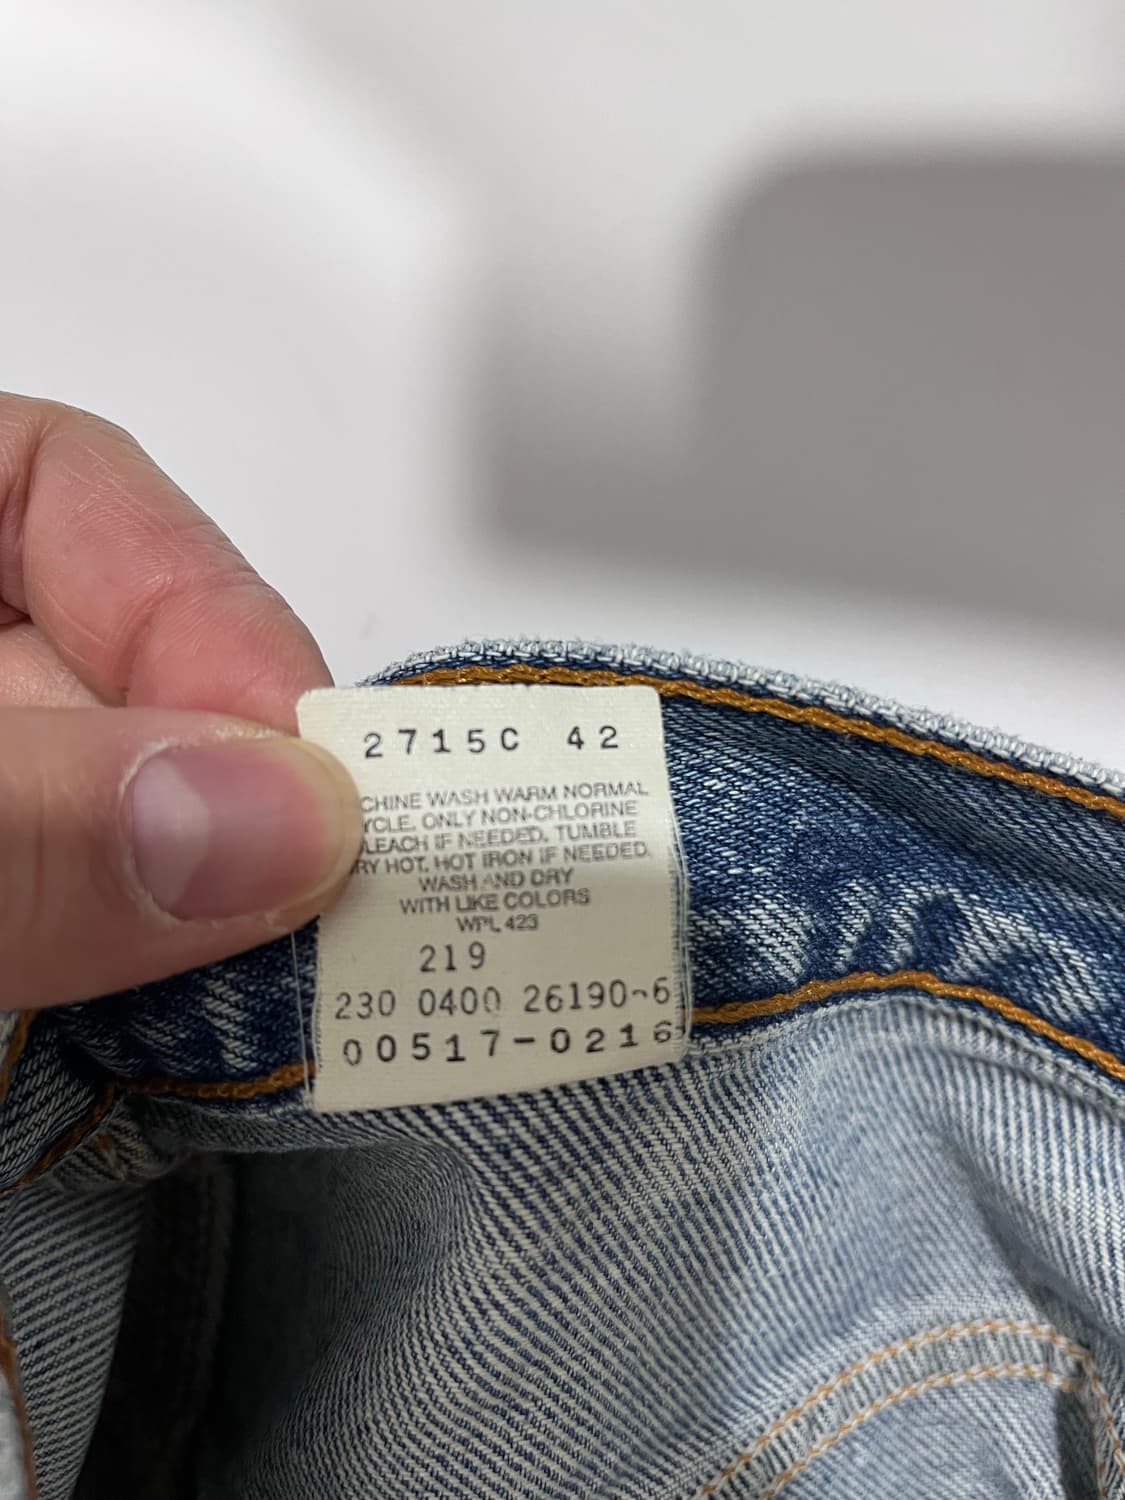 2715C 42
CHINE WASH WARM NORMAL
YCLE. ONLY NON-CHLORINE
LEACH IF NEEDED. TUMBLE
RY HOT. HOT IRON IF NEEDED.
WASH AND DRY
WITH LIKE COLORS
WPL 423
219
230 0400 26190-6
00517-0216